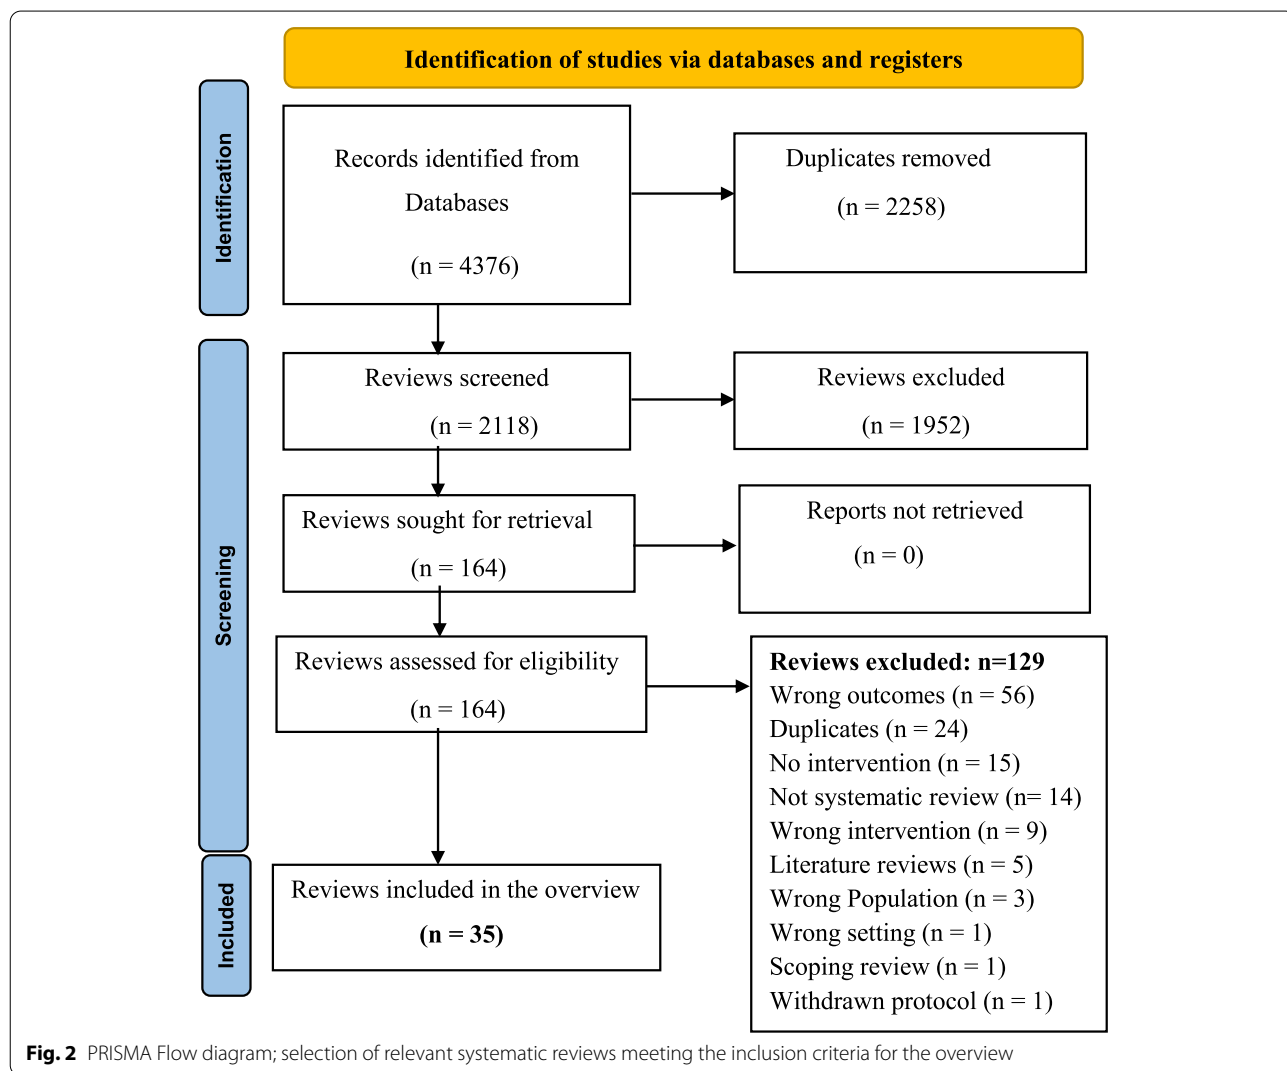 Identification of studies via databases and registers
Identification
Records identified from
Databases
(n = 4376)
Duplicates removed
(n = 2258)
Screening
Reviews screened
(n = 2118)
Reviews excluded
(n = 1952)
Reviews sought for retrieval
(n = 164)
Reports not retrieved
(n = 0)
Reviews assessed for eligibility
(n = 164)
Reviews excluded: n=129
Wrong outcomes (n = 56)
Duplicates (n = 24)
No intervention (n = 15)
Not systematic review (n= 14)
Wrong intervention (n = 9)
Literature reviews (n = 5)
Wrong Population (n = 3)
Wrong setting (n = 1)
Scoping review (n = 1)
Withdrawn protocol (n = 1)
Included
Reviews included in the overview
(n = 35)
Fig. 2 PRISMA Flow diagram; selection of relevant systematic reviews meeting the inclusion criteria for the overview